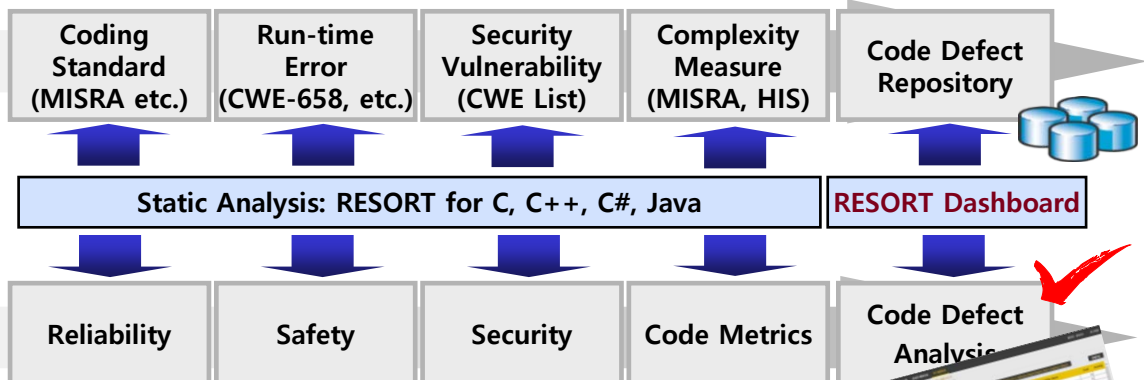 Coding
Standard
(MISRA etc.)
Run-time
Error
(CWE-658, etc.)
Security
Vulnerability
(CWE List)
Complexity
Measure
(MISRA, HIS)
Code Defect
Repository
Static Analysis: RESORT for C, C++, C#, Java
RESORT Dashboard
Reliability
Safety
Security
Code Metrics
Code Defect
Analysis